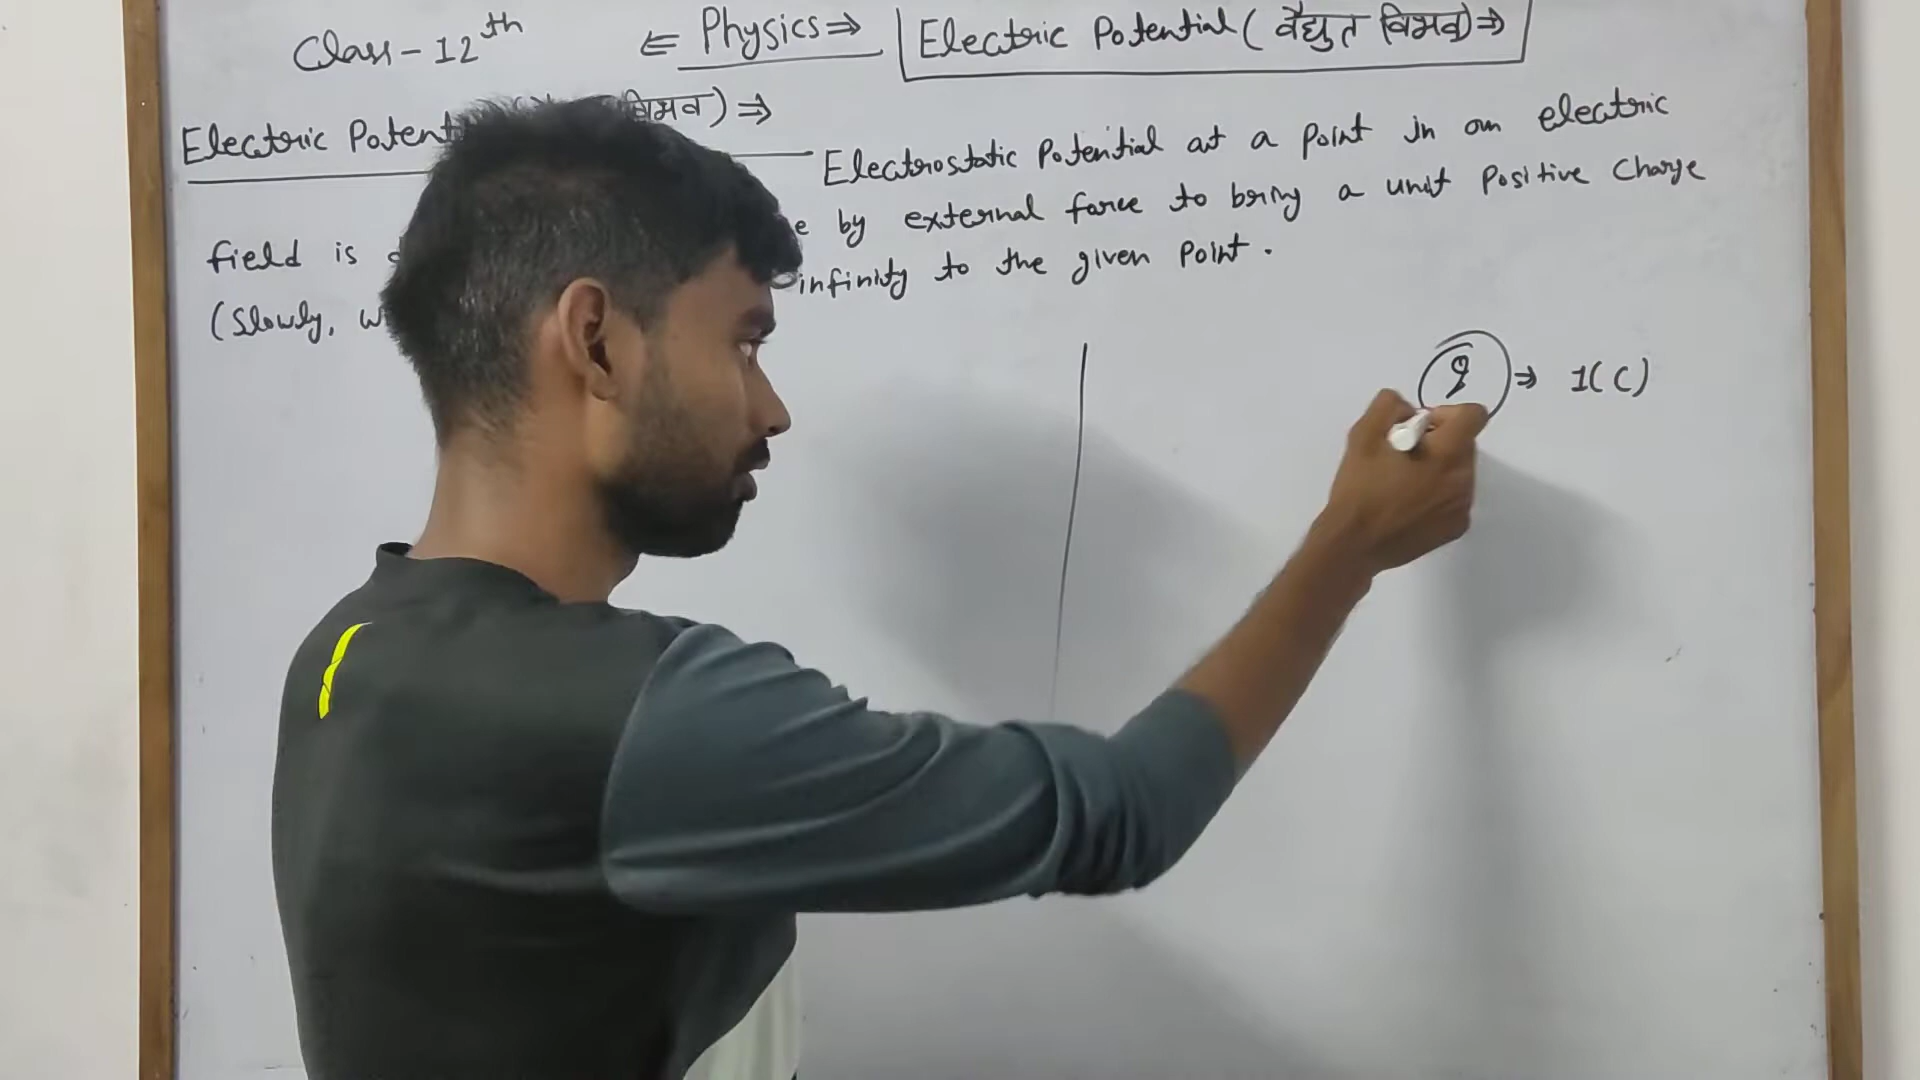 Class-12th ⇐ Physics⇒ Electric Potential ( वैद्युत विभव)⇒
Electric Potent विभव) ⇒
Electrostatic Potential at a point in an electric
field is by external force to bring a unit positive charge
(Slowly, infinity to the given point.
q ⇒ 1(C)